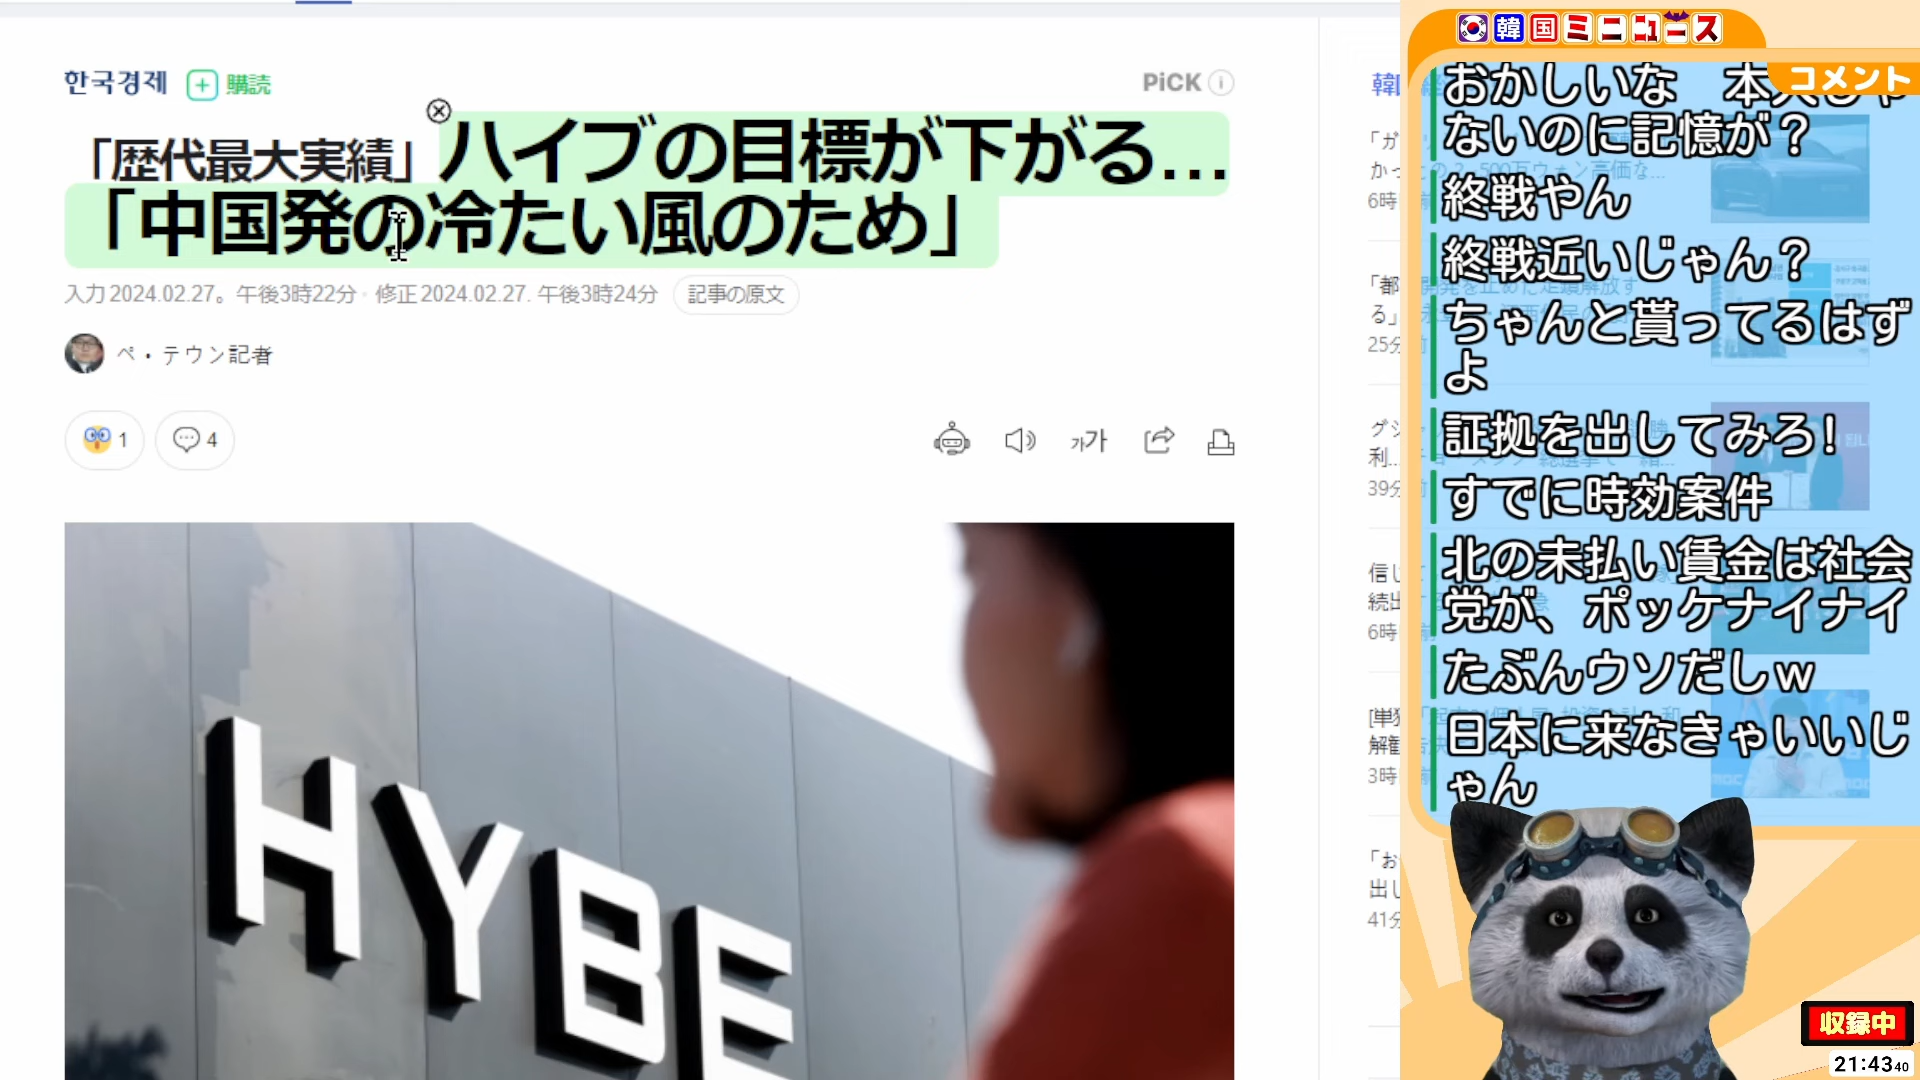 한국경제 + 購読
PiCK i
「歴代最大実績」ハイブの目標が下がる…
「中国発の冷たい風のため」
入力2024.02.27。午後3時22分 · 修正2024.02.27. 午後3時24分 記事の原文
ペ・テウン記者
1
4
가가
HYBE
韓国ミニニュース
コメント
おかしいな 本人じゃ
ないのに記憶が?
終戦やん
終戦近いじゃん?
ちゃんと貰ってるはず
よ
証拠を出してみろ!
すでに時効案件
北の未払い賃金は社会
党が、ポッケナイナイ
たぶんウソだしw
日本に来なきゃいいじ
ゃん
収録中
21:43 40